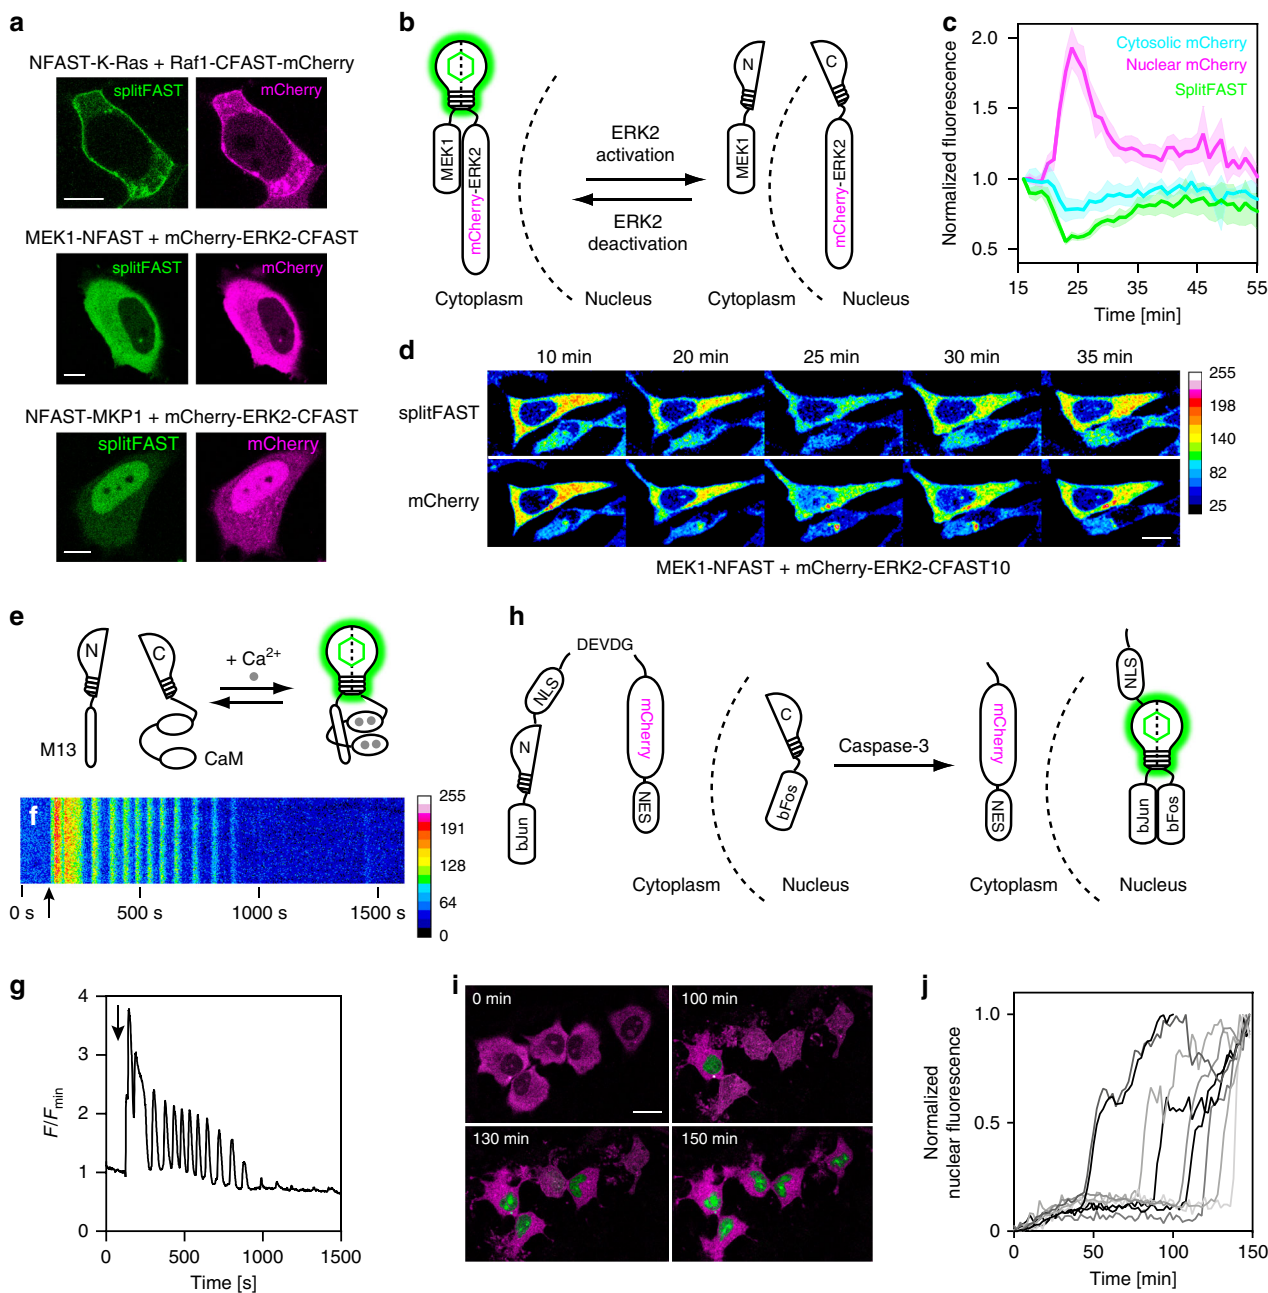 a
NFAST-K-Ras + Raf1-CFAST-mCherry
splitFAST
mCherry
MEK1-NFAST + mCherry-ERK2-CFAST
splitFAST
mCherry
NFAST-MKP1 + mCherry-ERK2-CFAST
splitFAST
mCherry
b
MEK1
mCherry-ERK2
Cytoplasm
Nucleus
ERK2
activation
ERK2
deactivation
N
C
MEK1
mCherry-ERK2
Cytoplasm
Nucleus
c
Normalized fluorescence
2.0
1.5
1.0
0.5
Cytosolic mCherry
Nuclear mCherry
SplitFAST
15
25
35
45
55
Time [min]
d
10 min
20 min
25 min
30 min
35 min
splitFAST
mCherry
255
198
140
82
25
MEK1-NFAST + mCherry-ERK2-CFAST10
e
N
C
M13
CaM
+ Ca2+
f
255
191
128
64
0
0 s
500 s
1000 s
1500 s
g
F/Fmin
4
3
2
1
0
0
500
1000
1500
Time [s]
h
DEVDG
NLS
N
bJun
mCherry
NES
C
bFos
Cytoplasm
Nucleus
Caspase-3
mCherry
NES
NLS
bJun
bFos
Cytoplasm
Nucleus
i
0 min
100 min
130 min
150 min
j
Normalized
nuclear fluorescence
1.0
0.5
0
0
50
100
150
Time [min]